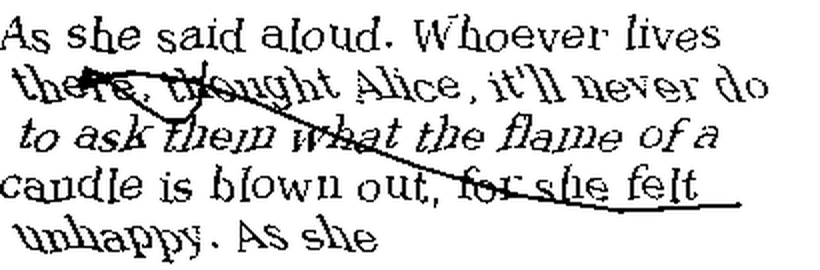 As she said aloud. Whoever lives
there, thought Alice, it'll never do
to ask them what the flame of a
candle is blown out, for she felt
unhappy. As she